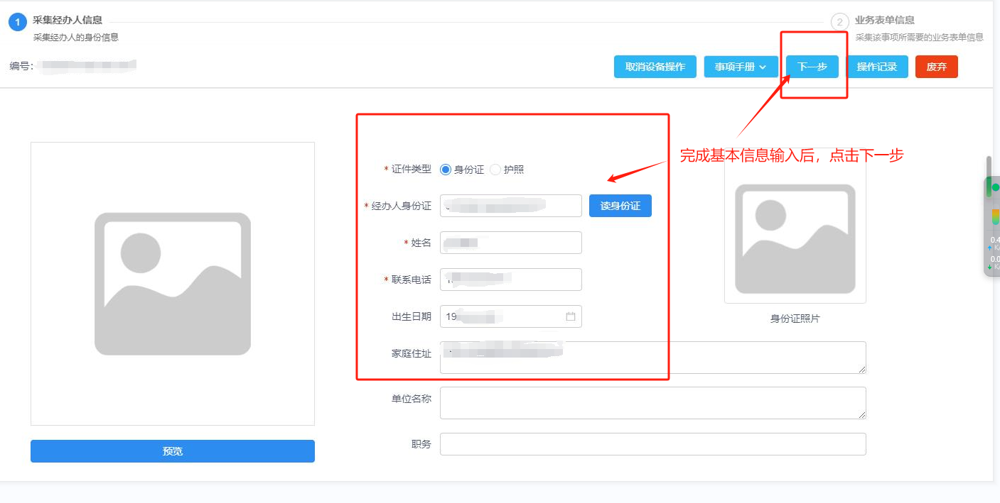 1 采集经办人信息
采集经办人的身份信息
2 业务表单信息
采集该事项所需要的业务表单信息
编号:
取消设备操作 事项手册 下一步 操作记录 废弃
完成基本信息输入后，点击下一步
* 证件类型 身份证 护照
* 经办人身份证 读身份证
* 姓名
* 联系电话
出生日期 19
家庭住址
身份证照片
单位名称
职务
预览